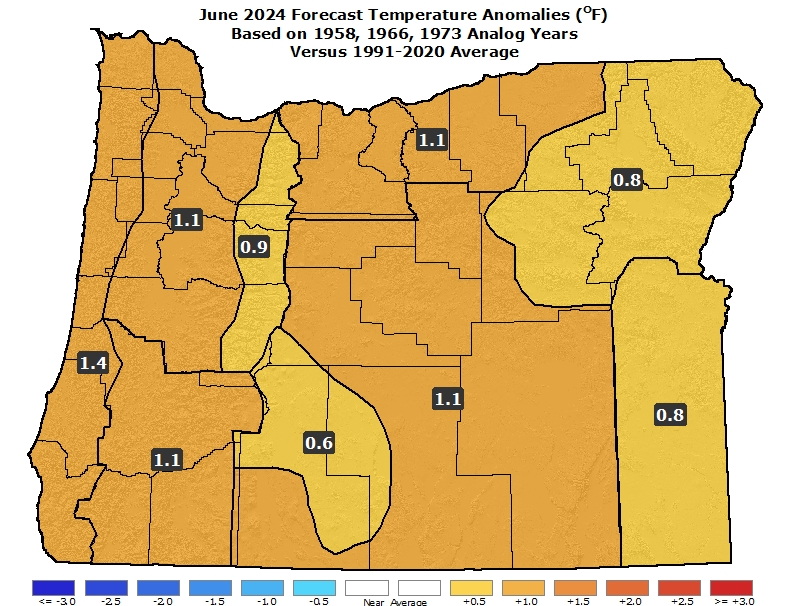 June 2024 Forecast Temperature Anomalies (°F)
Based on 1958, 1966, 1973 Analog Years
Versus 1991-2020 Average
1.1
0.8
1.1
0.9
1.4
1.1
0.8
0.6
1.1
<= -3.0 -2.5 -2.0 -1.5 -1.0 -0.5 Near Average +0.5 +1.0 +1.5 +2.0 +2.5 >= +3.0